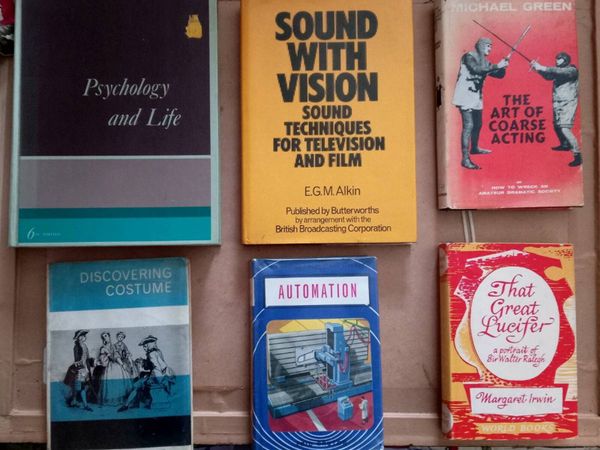 Psychology
and Life
6TH EDITION
SOUND
WITH
VISION
SOUND
TECHNIQUES
FOR TELEVISION
AND FILM
E.G.M. Alkin
Published by Butterworths
by arrangement with the
British Broadcasting Corporation
MICHAEL GREEN
THE
ART OF
COARSE
ACTING
OR
HOW TO WRECK AN
AMATEUR DRAMATIC SOCIETY
DISCOVERING
COSTUME
AUTOMATION
That
Great
Lucifer
a portrait of
Sir Walter Ralegh
Margaret Irwin
WORLD BOOKS